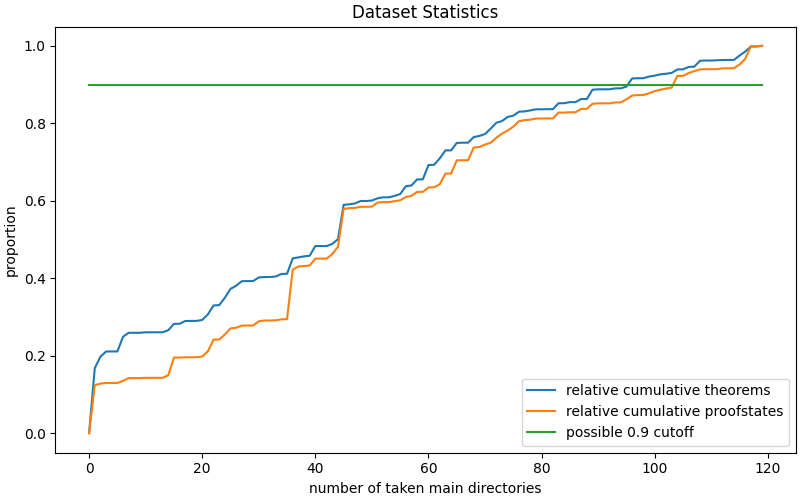 Dataset Statistics
1.0
0.8
0.6
0.4
0.2
0.0
proportion
0 20 40 60 80 100 120
number of taken main directories
relative cumulative theorems
relative cumulative proofstates
possible 0.9 cutoff